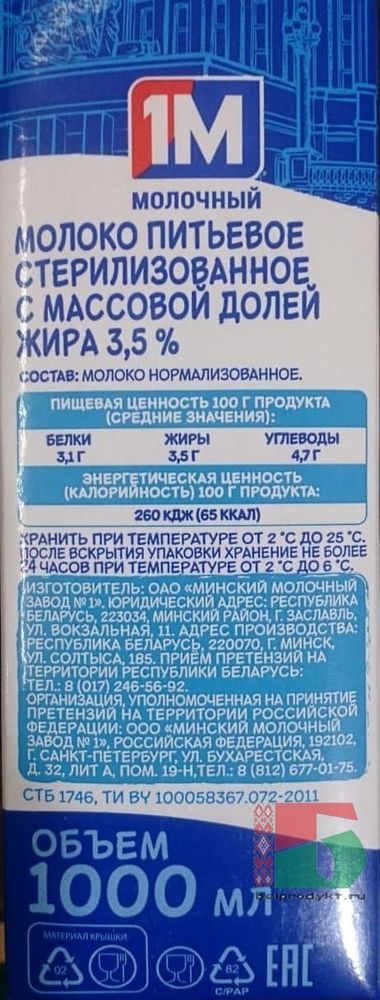 1М
МОЛОЧНЫЙ
МОЛОКО ПИТЬЕВОЕ
СТЕРИЛИЗОВАННОЕ
С МАССОВОЙ ДОЛЕЙ
ЖИРА 3,5 %
СОСТАВ: МОЛОКО НОРМАЛИЗОВАННОЕ.
ПИЩЕВАЯ ЦЕННОСТЬ 100 Г ПРОДУКТА
(СРЕДНИЕ ЗНАЧЕНИЯ):
БЕЛКИ ЖИРЫ УГЛЕВОДЫ
3,1 Г 3,5 Г 4,7 Г
ЭНЕРГЕТИЧЕСКАЯ ЦЕННОСТЬ
(КАЛОРИЙНОСТЬ) 100 Г ПРОДУКТА:
260 КДЖ (65 ККАЛ)
ХРАНИТЬ ПРИ ТЕМПЕРАТУРЕ ОТ 2 °С ДО 25 °С.
ПОСЛЕ ВСКРЫТИЯ УПАКОВКИ ХРАНЕНИЕ НЕ БОЛЕЕ
24 ЧАСОВ ПРИ ТЕМПЕРАТУРЕ ОТ 2 °С ДО 6 °С.
ИЗГОТОВИТЕЛЬ: ОАО «МИНСКИЙ МОЛОЧНЫЙ
ЗАВОД №1». ЮРИДИЧЕСКИЙ АДРЕС: РЕСПУБЛИКА
БЕЛАРУСЬ, 223034, МИНСКИЙ РАЙОН, Г. ЗАСЛАВЛЬ,
УЛ. ВОКЗАЛЬНАЯ, 11. АДРЕС ПРОИЗВОДСТВА:
РЕСПУБЛИКА БЕЛАРУСЬ, 220070, Г. МИНСК,
УЛ. СОЛТЫСА, 185. ПРИЁМ ПРЕТЕНЗИЙ НА
ТЕРРИТОРИИ РЕСПУБЛИКИ БЕЛАРУСЬ:
ТЕЛ.: 8 (017) 246-56-92.
ОРГАНИЗАЦИЯ, УПОЛНОМОЧЕННАЯ НА ПРИНЯТИЕ
ПРЕТЕНЗИЙ НА ТЕРРИТОРИИ РОССИЙСКОЙ
ФЕДЕРАЦИИ: ООО «МИНСКИЙ МОЛОЧНЫЙ
ЗАВОД №1», РОССИЙСКАЯ ФЕДЕРАЦИЯ, 192102,
Г. САНКТ-ПЕТЕРБУРГ, УЛ. БУХАРЕСТСКАЯ,
Д. 32, ЛИТ А, ПОМ. 19-Н,ТЕЛ.: 8 (812) 677-01-75.
СТБ 1746, ТИ BY 100058367.072-2011
ОБЪЕМ
1000 МЛ
belprodykt.ru
МАТЕРИАЛ КРЫШКИ:
02 82 ЕАС
C/PAP